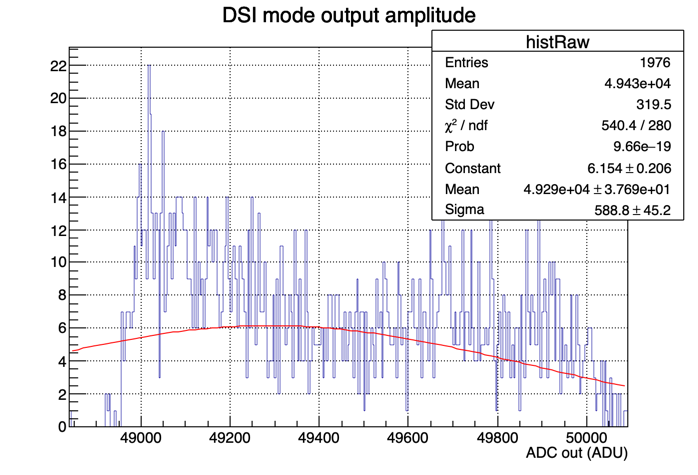 DSI mode output amplitude
histRaw
Entries 1976
Mean 4.943e+04
Std Dev 319.5
χ² / ndf 540.4 / 280
Prob 9.66e−19
Constant 6.154 ± 0.206
Mean 4.929e+04 ± 3.769e+01
Sigma 588.8 ± 45.2
22
20
18
16
14
12
10
8
6
4
2
0
49000 49200 49400 49600 49800 50000
ADC out (ADU)